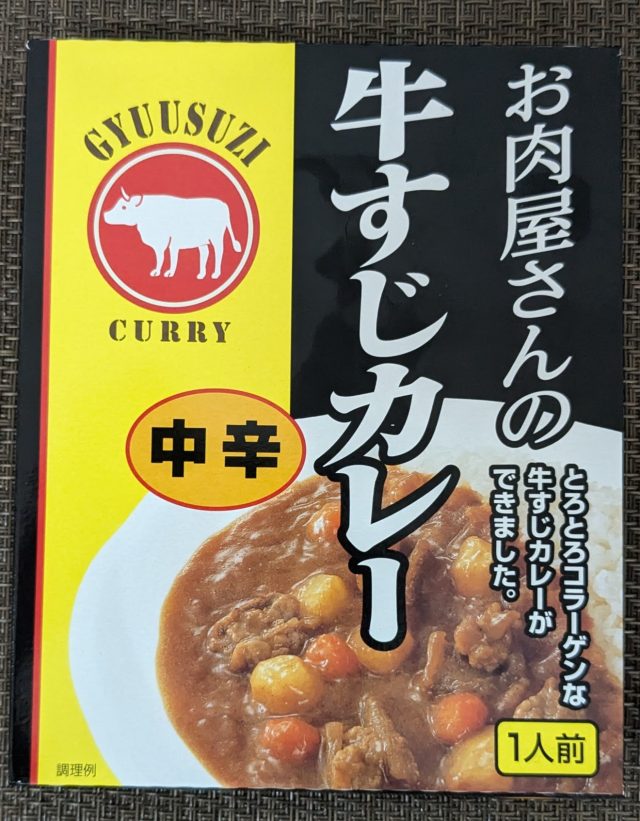 お肉屋さんの
牛すじカレー
GYUUSUZI
CURRY
中辛
とろとろコラーゲンな
牛すじカレーが
できました。
1人前
調理例